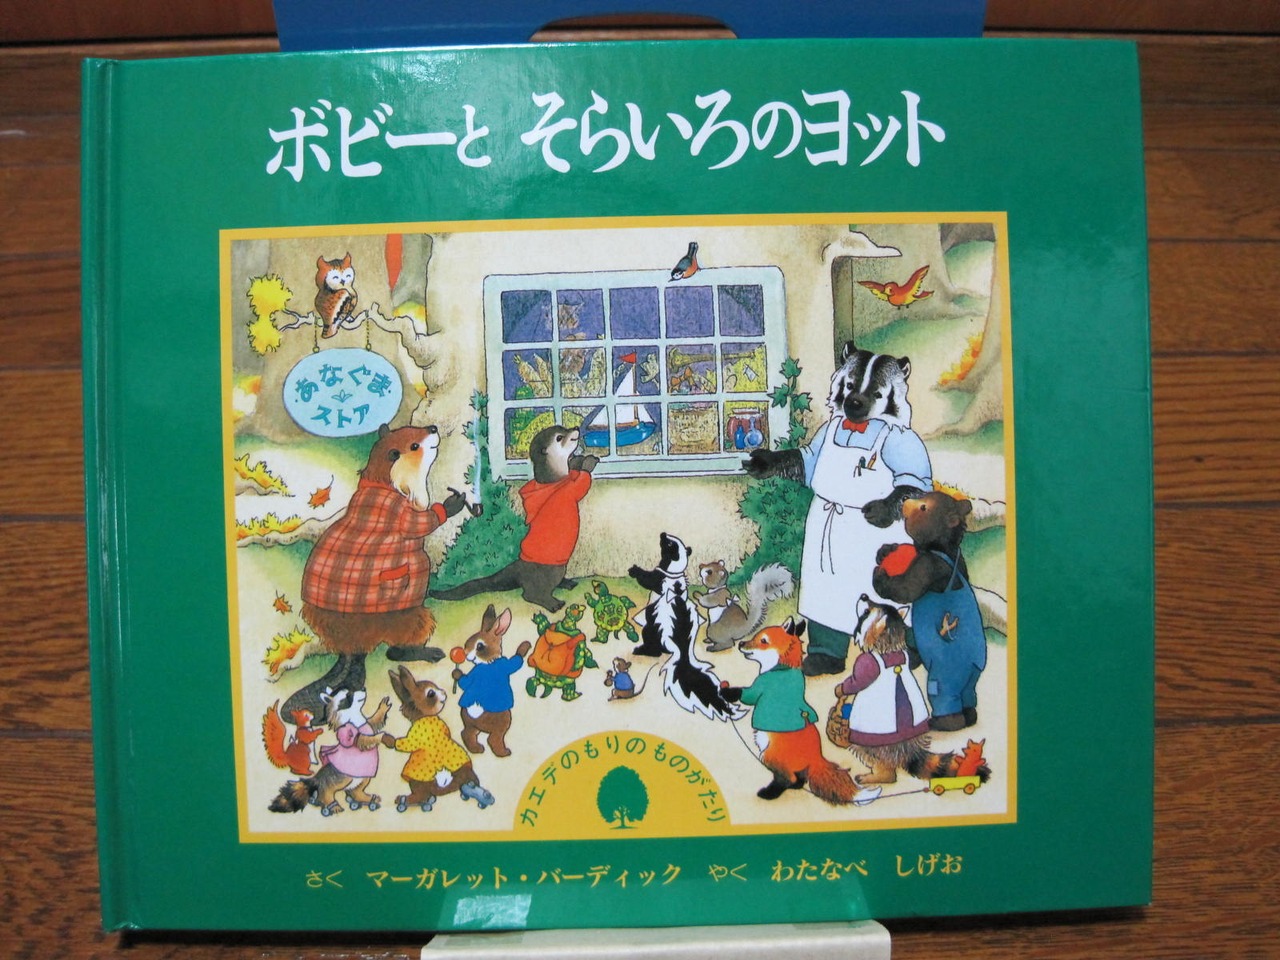 ボビーと そらいろのヨット
あなぐま
ストア
カエデのもりのものがたり
さく マーガレット・バーディック やく わたなべ しげお